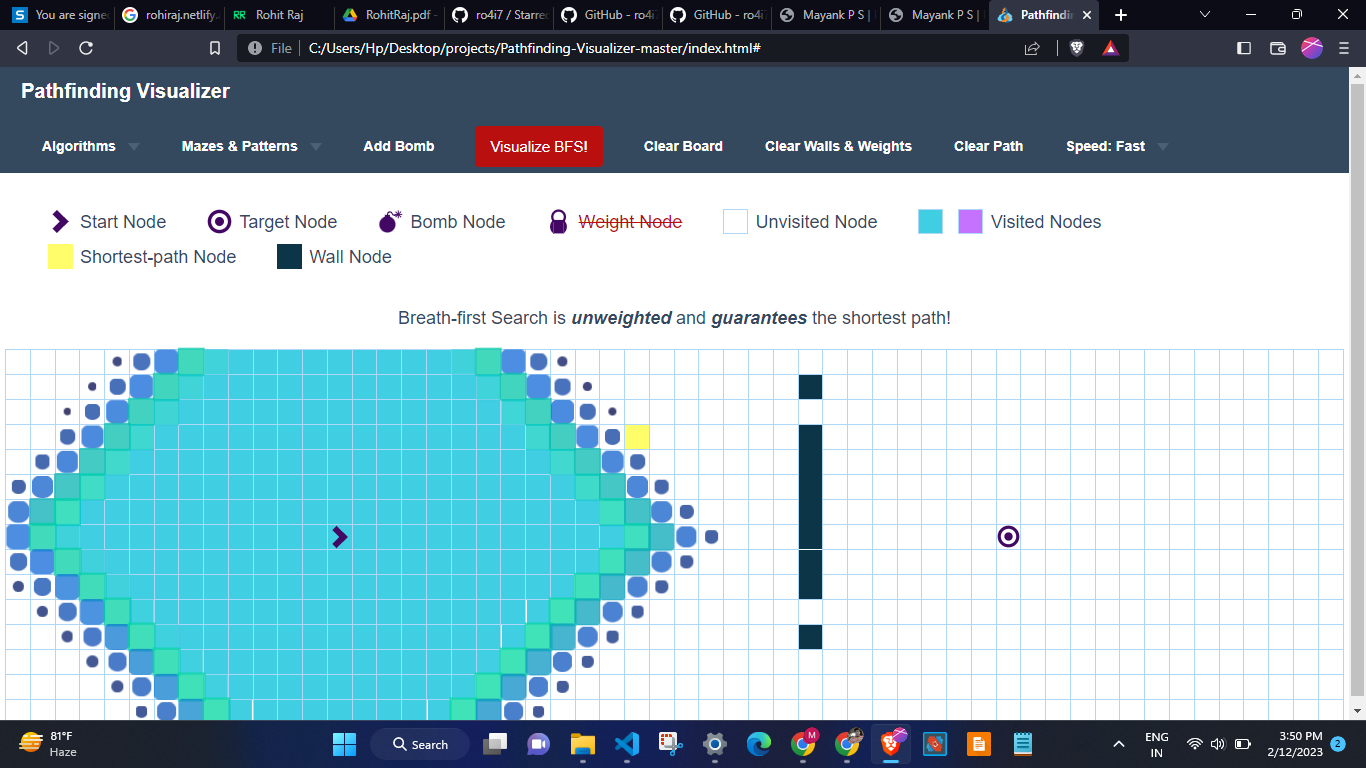 You are signe
rohiraj.netlify.
RR Rohit Raj
RohitRaj.pdf -
ro4i7 / Starred
GitHub - ro4i7
GitHub - ro4i7
Mayank P S |
Mayank P S |
Pathfindin
File C:/Users/Hp/Desktop/projects/Pathfinding-Visualizer-master/index.html#
Pathfinding Visualizer
Algorithms Mazes & Patterns Add Bomb Visualize BFS! Clear Board Clear Walls & Weights Clear Path Speed: Fast
Start Node Target Node Bomb Node Weight Node Unvisited Node Visited Nodes
Shortest-path Node Wall Node
Breath-first Search is unweighted and guarantees the shortest path!
81°F
Haze
Search
ENG
IN
3:50 PM
2/12/2023
2